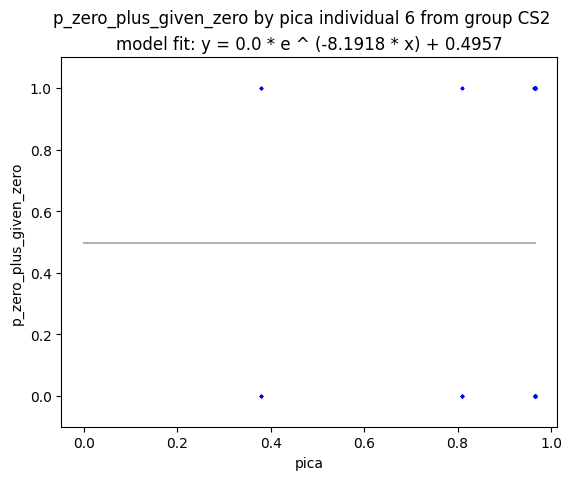 p_zero_plus_given_zero by pica individual 6 from group CS2
model fit: y = 0.0 * e ^ (-8.1918 * x) + 0.4957
p_zero_plus_given_zero
1.0
0.8
0.6
0.4
0.2
0.0
0.0 0.2 0.4 0.6 0.8 1.0
pica